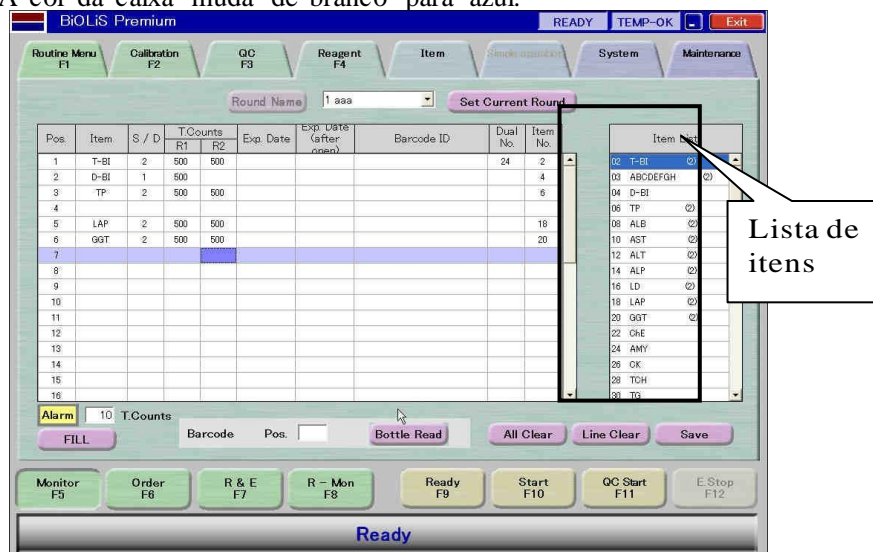 A cor da caixa muda de branco para azul.
BiOLiS Premium READY TEMP-OK Exit
Routine Menu F1 Calibration F2 QC F3 Reagent F4 Item Simple operation System Maintenance
Round Name 1 aaa Set Current Round
Pos. Item S / D T.Counts R1 R2 Exp. Date Exp. Date (after open) Barcode ID Dual No. Item No. Item List
1 T-BI 2 500 500 24 2
2 D-BI 1 500 4
3 TP 2 500 500 6
4
5 LAP 2 500 500 18
6 GGT 2 500 500 20
7
8
9
10
11
12
13
14
15
16
02 T-BI (2)
03 ABCDEFGH (2)
04 D-BI
06 TP (2)
08 ALB (2)
10 AST (2)
12 ALT (2)
14 ALP (2)
16 LD (2)
18 LAP (2)
20 GGT (2)
22 ChE
24 AMY
26 CK
28 TCH
30 TG
Lista de
itens
Alarm 10 T.Counts
FILL Barcode Pos. Bottle Read All Clear Line Clear Save
Monitor F5 Order F6 R & E F7 R - Mon F8 Ready F9 Start F10 QC Start F11 E.Stop F12
Ready